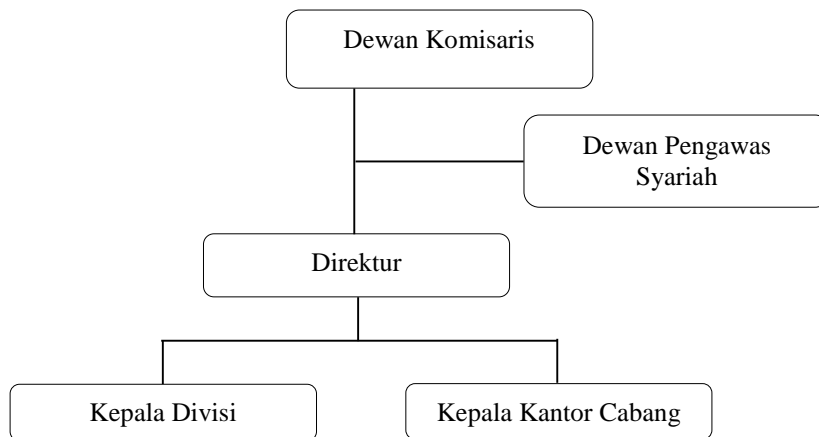 Dewan Komisaris
Dewan Pengawas
Syariah
Direktur
Kepala Divisi
Kepala Kantor Cabang